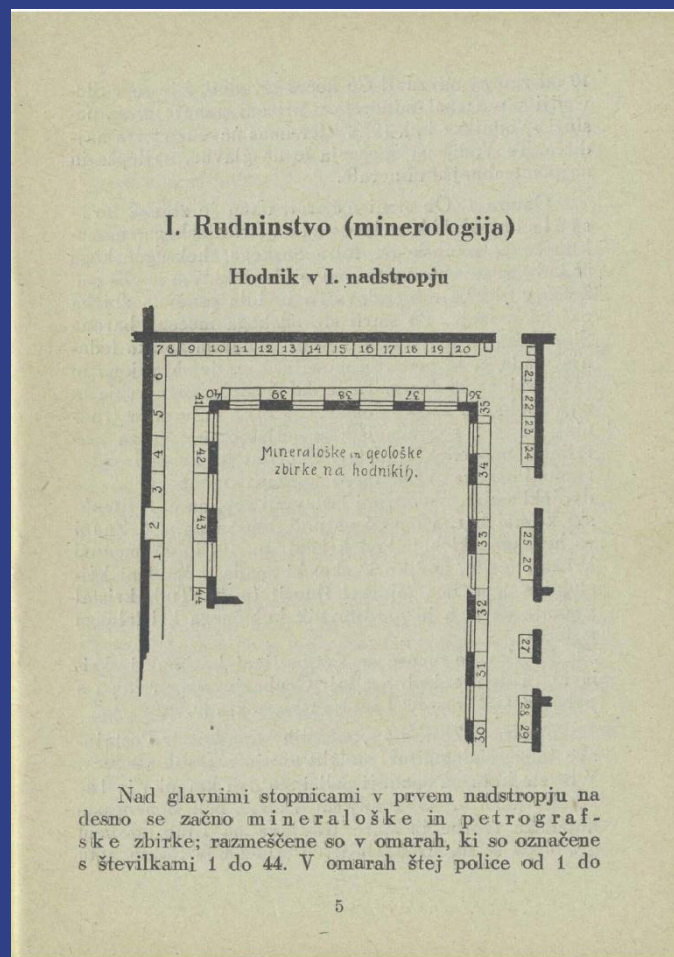 I. Rudninstvo (minerologija)
Hodnik v I. nadstropju
7 8 9 10 11 12 13 14 15 16 17 18 19 20
6
5
4
3
2
1
21
22
23
24
25
26
27
28
29
40 39 38 37 36
41
42
43
44
35
34
33
32
31
30
Mineraloške in geološke
zbirke na hodnikih.
Nad glavnimi stopnicami v prvem nadstropju na
desno se začno mineraloške in petrograf-
ske zbirke; razmeščene so v omarah, ki so označene
s številkami 1 do 44. V omarah štej police od 1 do
5